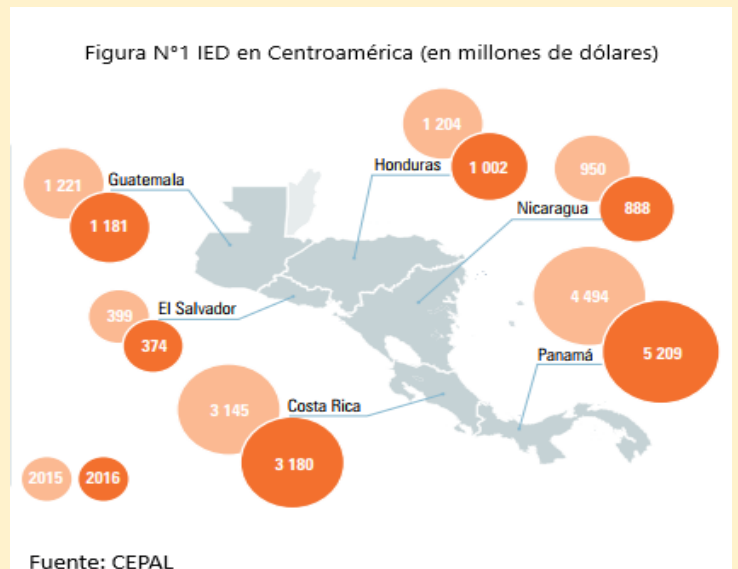 Figura N°1 IED en Centroamérica (en millones de dólares)
1 204
Honduras
1 002
1 221
Guatemala
1 181
950
Nicaragua
888
399
El Salvador
374
4 494
Panamá
5 209
3 145
Costa Rica
3 180
2015
2016
Fuente: CEPAL